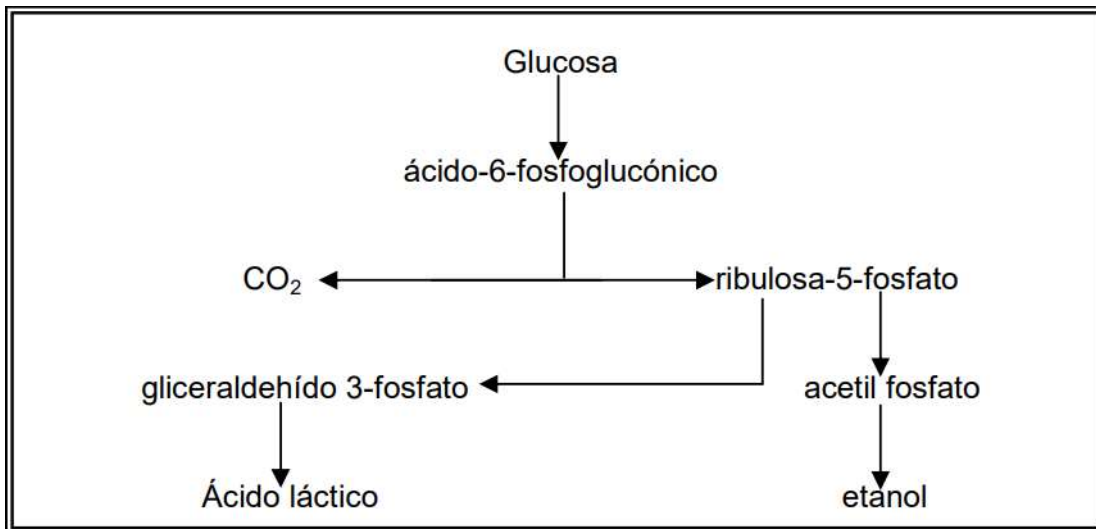 Glucosa
ácido-6-fosfoglucónico
CO₂
ribulosa-5-fosfato
gliceraldehído 3-fosfato
acetil fosfato
Ácido láctico
etanol